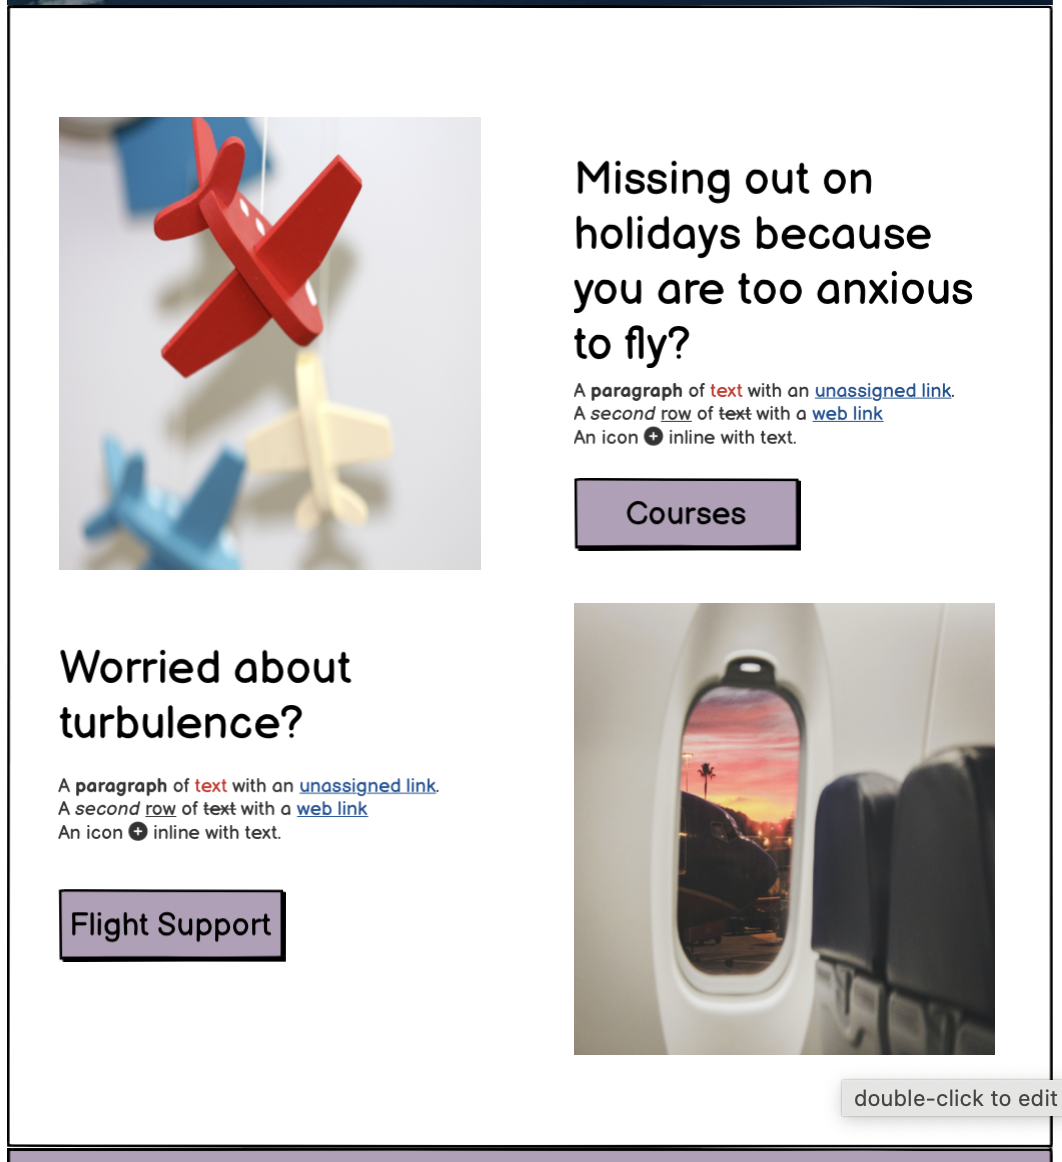 Missing out on
holidays because
you are too anxious
to fly?
A paragraph of text with an unassigned link.
A second row of text with a web link
An icon + inline with text.
Courses
Worried about
turbulence?
A paragraph of text with an unassigned link.
A second row of text with a web link
An icon + inline with text.
Flight Support
double-click to edit